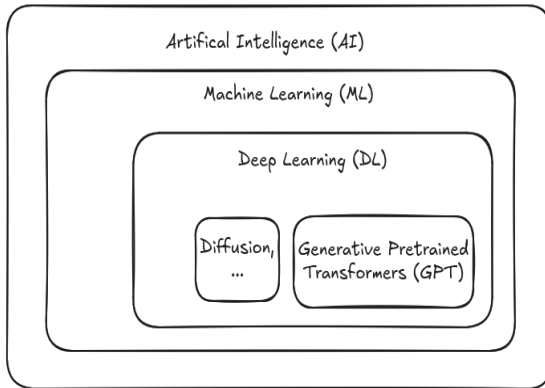 Artifical Intelligence (AI)
Machine Learning (ML)
Deep Learning (DL)
Diffusion,
...
Generative Pretrained
Transformers (GPT)